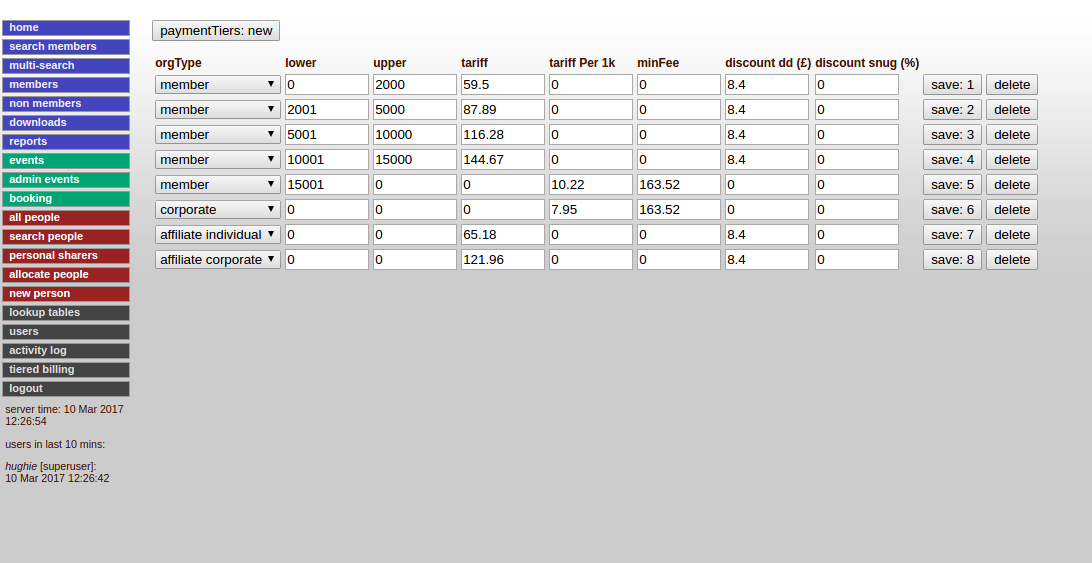 home
search members
multi-search
members
non members
downloads
reports
events
admin events
booking
all people
search people
personal sharers
allocate people
new person
lookup tables
users
activity log
tiered billing
logout
server time: 10 Mar 2017
12:26:54
users in last 10 mins:
hughie [superuser]:
10 Mar 2017 12:26:42
paymentTiers: new
orgType lower upper tariff tariff Per 1k minFee discount dd (£) discount snug (%)
member 0 2000 59.5 0 0 8.4 0 save: 1 delete
member 2001 5000 87.89 0 0 8.4 0 save: 2 delete
member 5001 10000 116.28 0 0 8.4 0 save: 3 delete
member 10001 15000 144.67 0 0 8.4 0 save: 4 delete
member 15001 0 0 10.22 163.52 0 0 save: 5 delete
corporate 0 0 0 7.95 163.52 0 0 save: 6 delete
affiliate individual 0 0 65.18 0 0 8.4 0 save: 7 delete
affiliate corporate 0 0 121.96 0 0 8.4 0 save: 8 delete